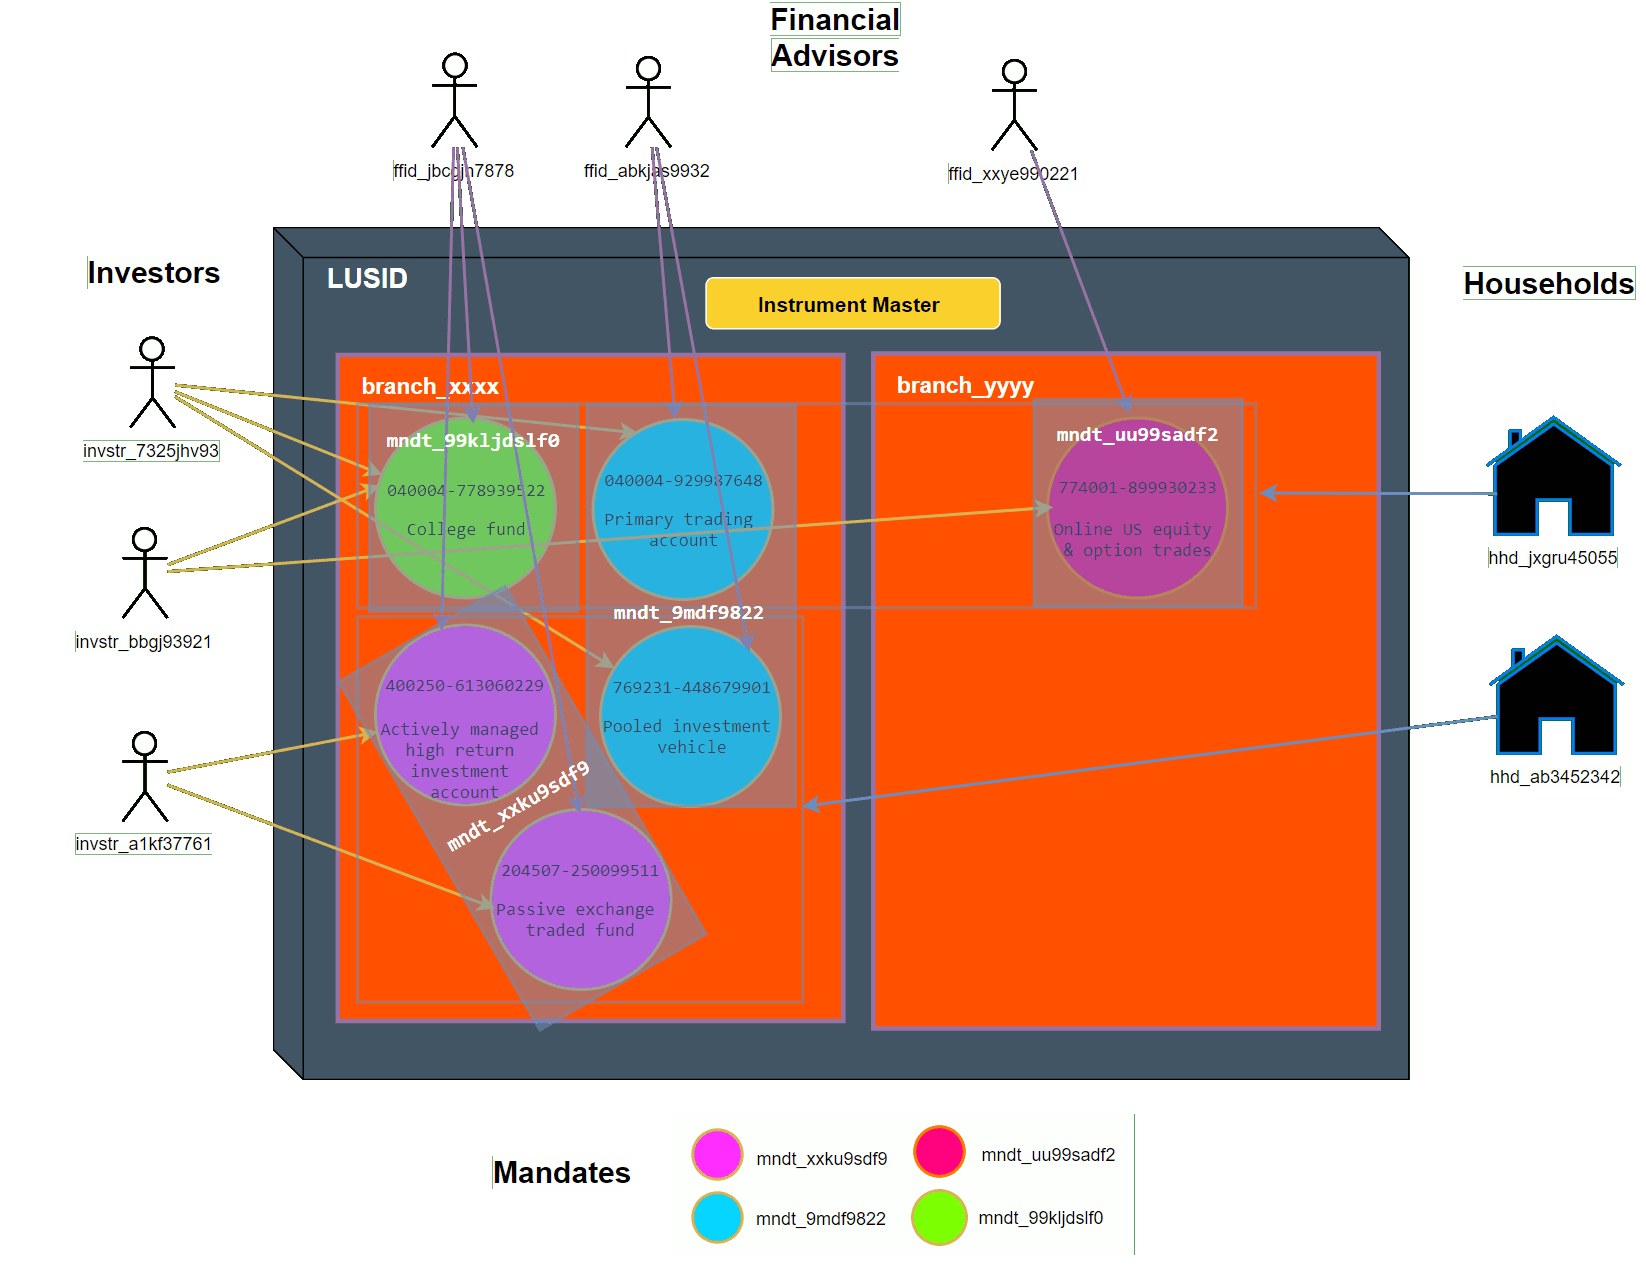 Financial
Advisors
ffid_jbcgjh7878
ffid_abkjas9932
ffid_xxye990221
Investors
LUSID
Households
Instrument Master
branch_xxxx
branch_yyyy
invstr_7325jhv93
mndt_99kljdslf0
mndt_uu99sadf2
040004-778939522
040004-929987648
774001-899930233
College fund
Primary trading
account
Online US equity
& option trades
hhd_jxgru45055
invstr_bbgj93921
mndt_9mdf9822
400250-613060229
769231-448679901
Actively managed
high return
investment
account
Pooled investment
vehicle
hhd_ab3452342
mndt_xxku9sdf9
invstr_a1kf37761
204507-250099511
Passive exchange
traded fund
Mandates
mndt_xxku9sdf9
mndt_uu99sadf2
mndt_9mdf9822
mndt_99kljdslf0